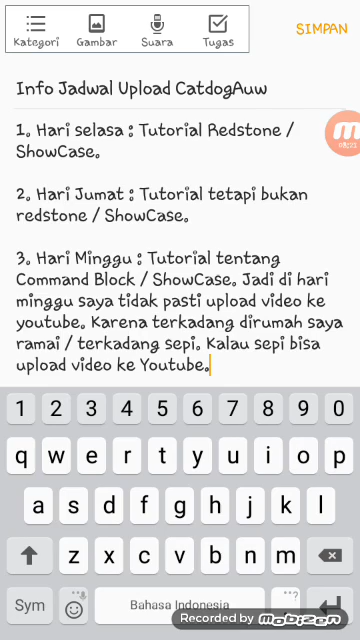 Kategori Gambar Suara Tugas SIMPAN
Info Jadwal Upload CatdogAuw
1. Hari selasa : Tutorial Redstone /
ShowCase.
2. Hari Jumat : Tutorial tetapi bukan
redstone / ShowCase.
3. Hari Minggu : Tutorial tentang
Command Block / ShowCase. Jadi di hari
minggu saya tidak pasti upload video ke
youtube. Karena terkadang dirumah saya
ramai / terkadang sepi. Kalau sepi bisa
upload video ke Youtube.
1 2 3 4 5 6 7 8 9 0
q w e r t y u i o p
a s d f g h j k l
z x c v b n m
Sym Bahasa Indonesia
Recorded by mobizen